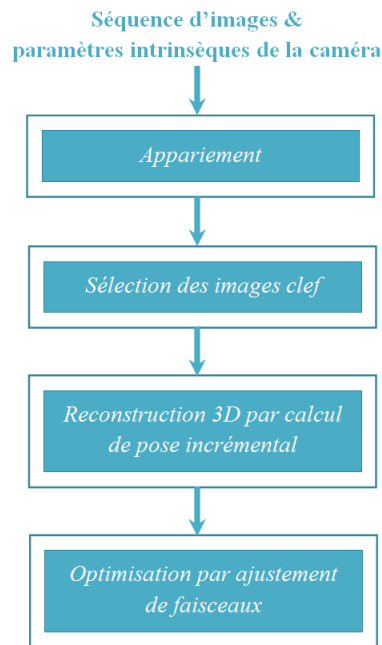 Séquence d'images &
paramètres intrinsèques de la caméra
Appariement
Sélection des images clef
Reconstruction 3D par calcul
de pose incrémental
Optimisation par ajustement
de faisceaux